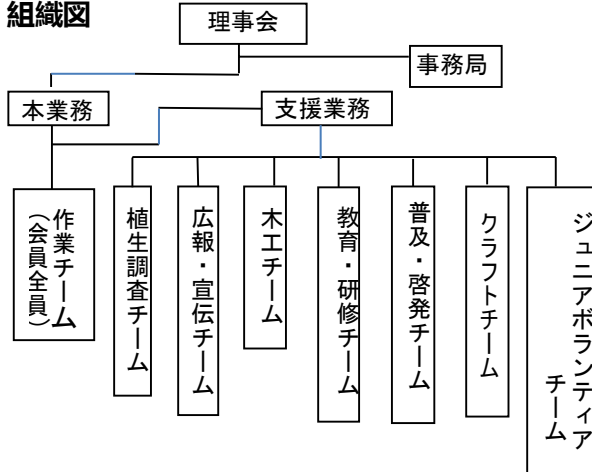 組織図
理事会
事務局
本業務
支援業務
作業チーム
（会員全員）
植生調査チーム
広報・宣伝チーム
木工チーム
教育・研修チーム
普及・啓発チーム
クラフトチーム
ジュニアボランティア
チーム